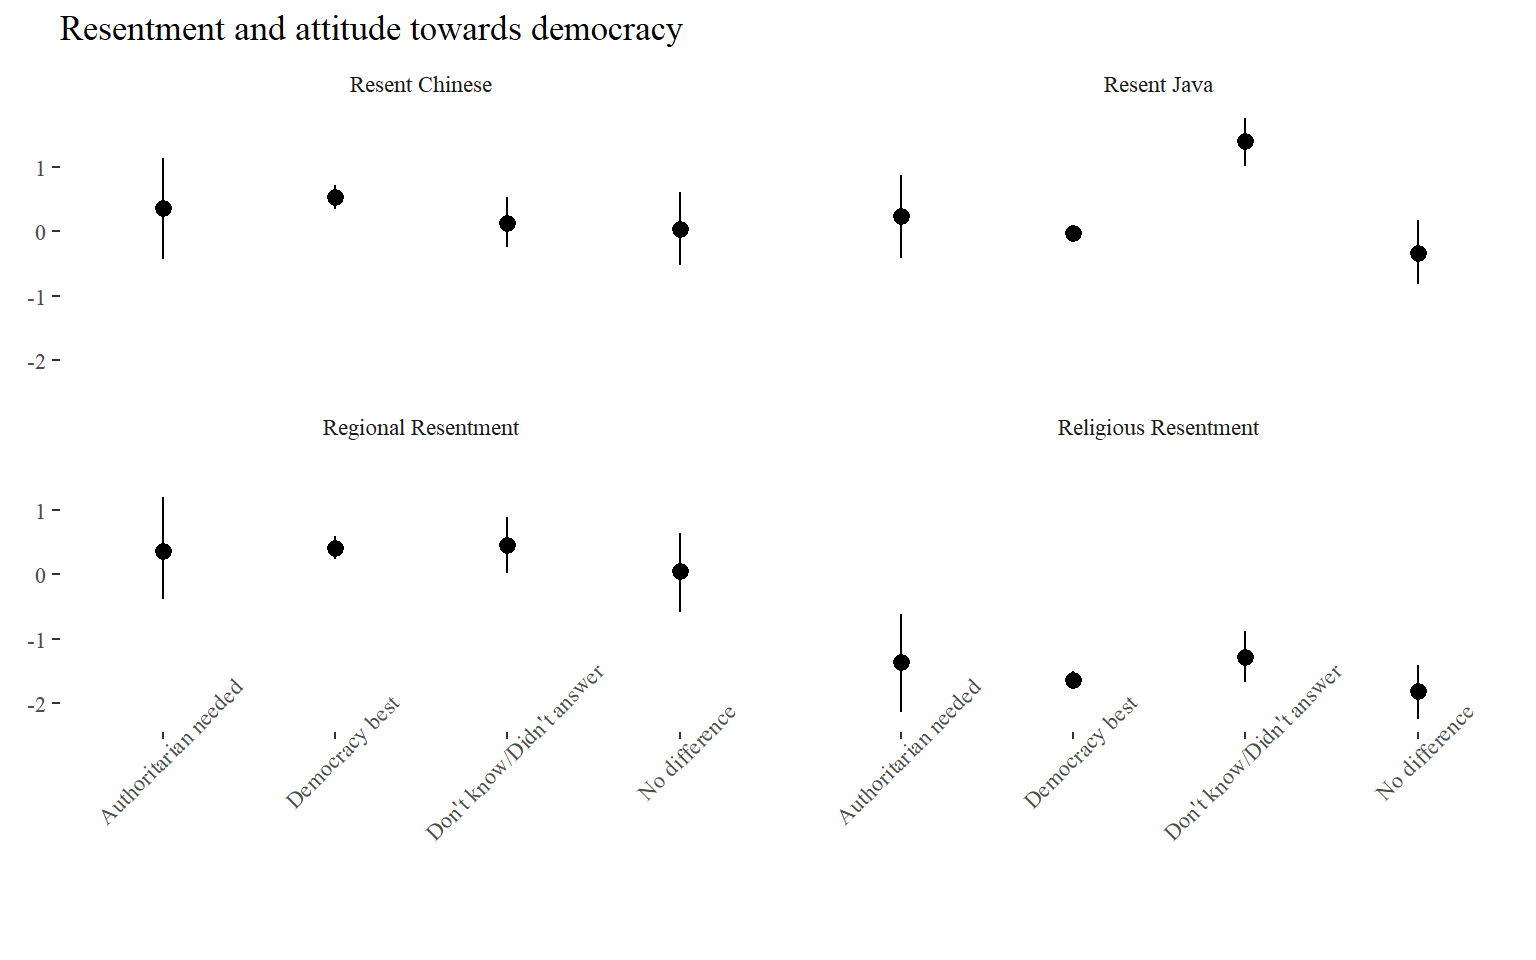 Resentment and attitude towards democracy
Resent Chinese
Resent Java
1
0
-1
-2
Regional Resentment
Religious Resentment
1
0
-1
-2
Authoritarian needed
Democracy best
Don't know/Didn't answer
No difference
Authoritarian needed
Democracy best
Don't know/Didn't answer
No difference